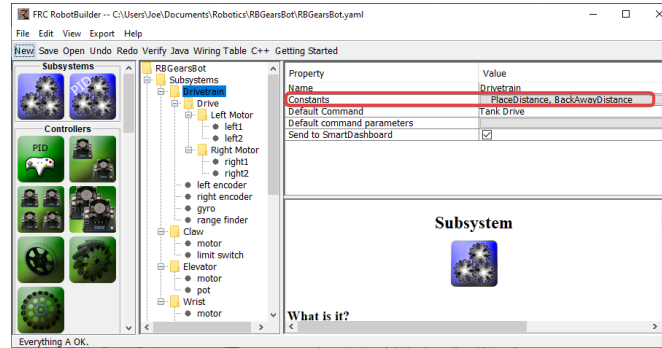 FRC RobotBuilder -- C:\Users\Joe\Documents\Robotics\RBGearsBot\RBGearsBot.yaml
File Edit View Export Help
New Save Open Undo Redo Verify Java Wiring Table C++ Getting Started
Subsystems
PID
Controllers
PID
RBGearsBot
Subsystems
Drivetrain
Drive
Left Motor
left1
left2
Right Motor
right1
right2
left encoder
right encoder
gyro
range finder
Claw
motor
limit switch
Elevator
motor
pot
Wrist
motor
Property Value
Name Drivetrain
Constants PlaceDistance, BackAwayDistance
Default Command Tank Drive
Default command parameters
Send to SmartDashboard
Subsystem
What is it?
Everything A OK.